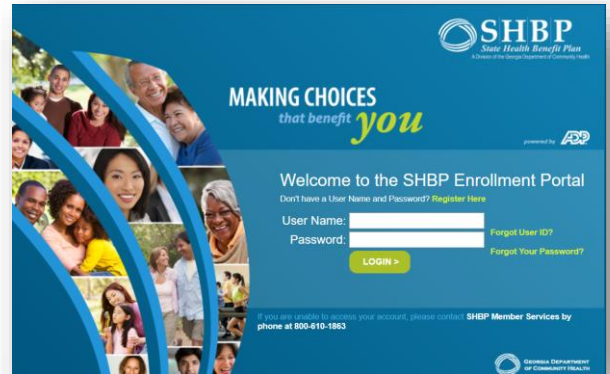 SHBP
State Health Benefit Plan
A Division of the Georgia Department of Community Health
MAKING CHOICES
that benefit you
powered by ADP
Welcome to the SHBP Enrollment Portal
Don't have a User Name and Password? Register Here
User Name:
Forgot User ID?
Password:
Forgot Your Password?
LOGIN >
If you are unable to access your account, please contact SHBP Member Services by
phone at 800-610-1863
GEORGIA DEPARTMENT
OF COMMUNITY HEALTH